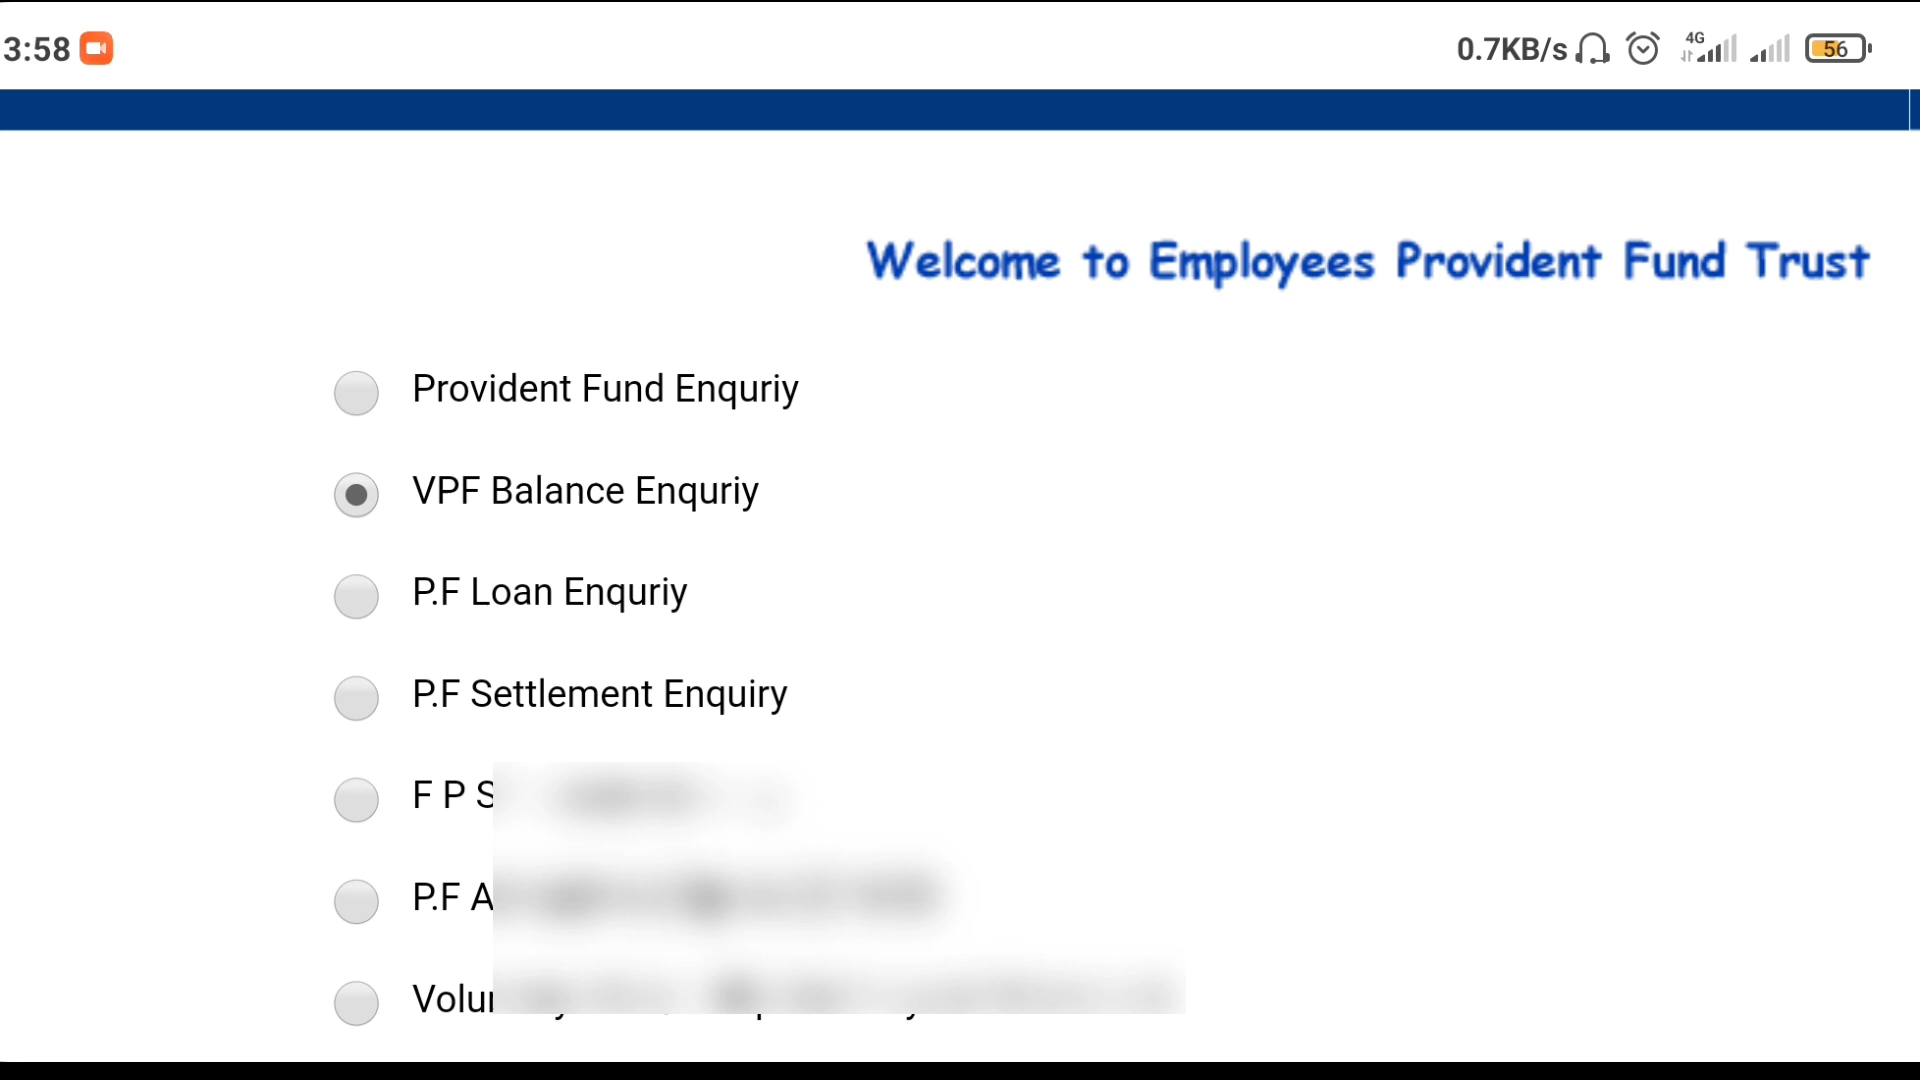 3:58 0.7KB/s 4G 56
Welcome to Employees Provident Fund Trust
Provident Fund Enquriy
VPF Balance Enquriy
P.F Loan Enquriy
P.F Settlement Enquiry
F P S
P.F A